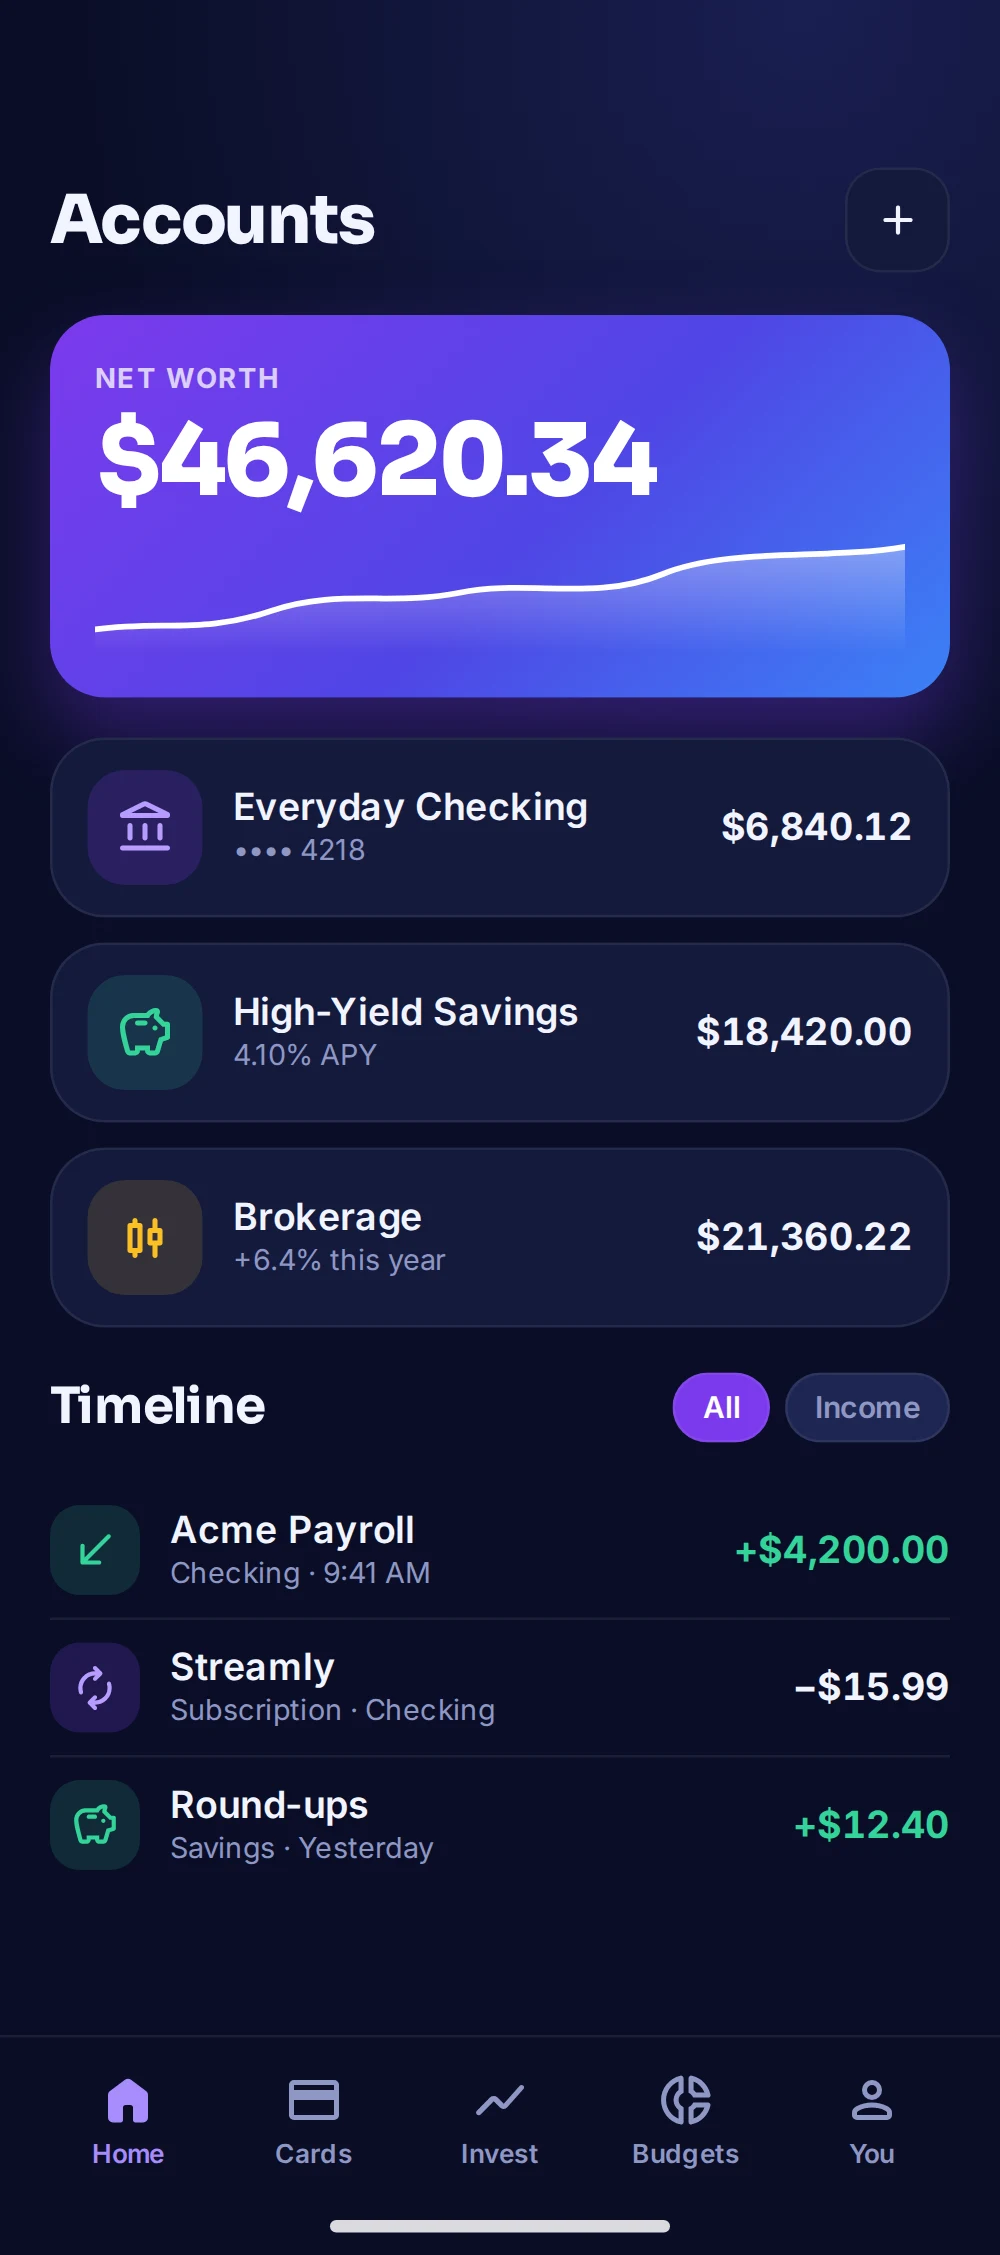 Accounts
NET WORTH
$46,620.34
Everyday Checking
•••• 4218
$6,840.12
High-Yield Savings
4.10% APY
$18,420.00
Brokerage
+6.4% this year
$21,360.22
Timeline
All
Income
Acme Payroll
Checking · 9:41 AM
+$4,200.00
Streamly
Subscription · Checking
−$15.99
Round-ups
Savings · Yesterday
+$12.40
Home
Cards
Invest
Budgets
You